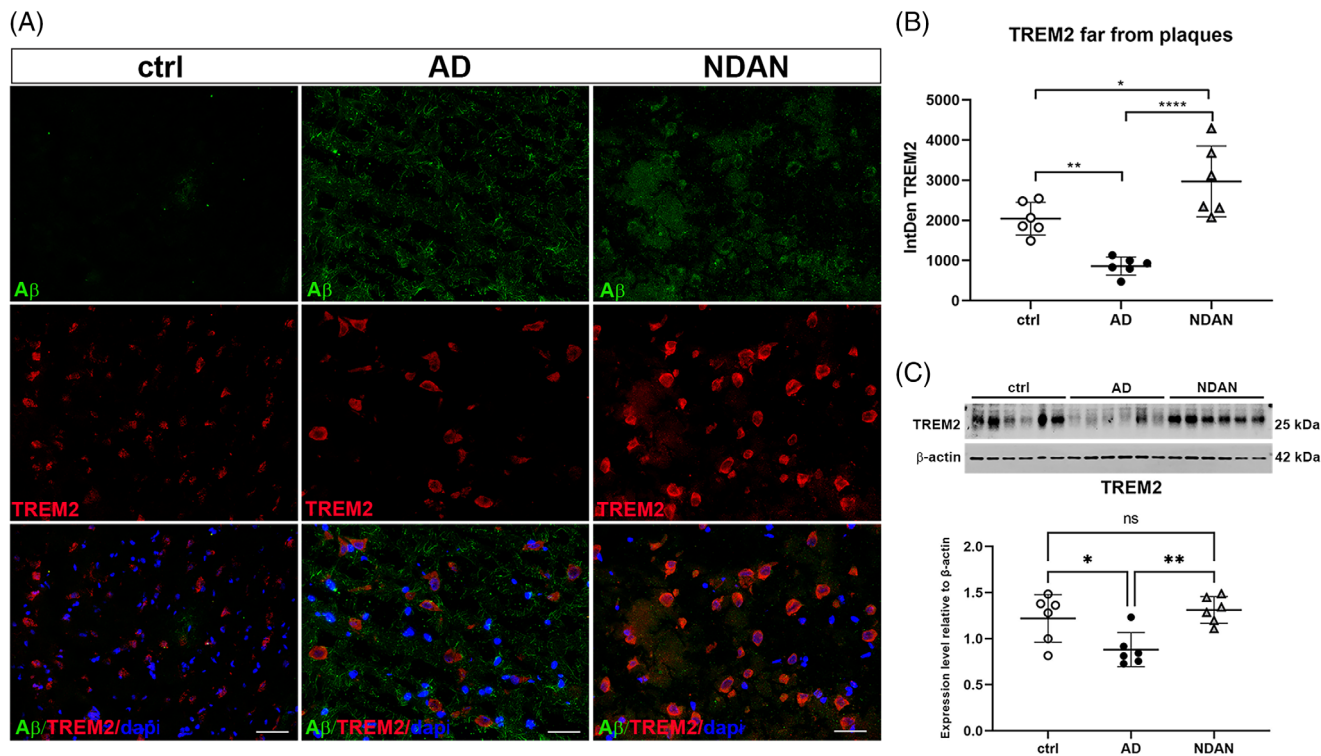 (A)
ctrl AD NDAN
Aβ Aβ Aβ
TREM2 TREM2 TREM2
Aβ/TREM2/dapi Aβ/TREM2/dapi Aβ/TREM2/dapi
(B)
TREM2 far from plaques
*
****
**
IntDen TREM2
5000
4000
3000
2000
1000
0
ctrl AD NDAN
(C)
ctrl AD NDAN
TREM2 25 kDa
β-actin 42 kDa
TREM2
ns
* **
Expression level relative to β-actin
2.0
1.5
1.0
0.5
0.0
ctrl AD NDAN